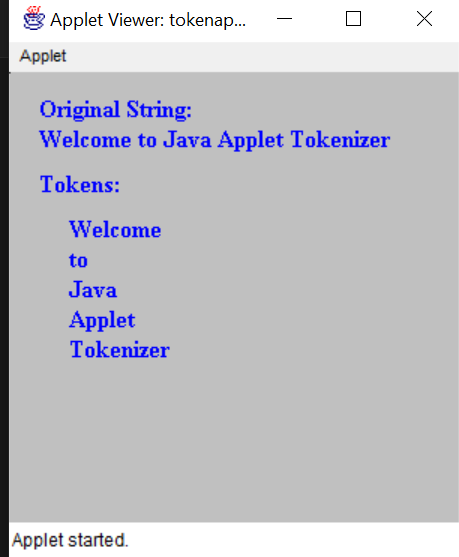 Applet Viewer: tokenap...
Applet
Original String:
Welcome to Java Applet Tokenizer
Tokens:
Welcome
to
Java
Applet
Tokenizer
Applet started.